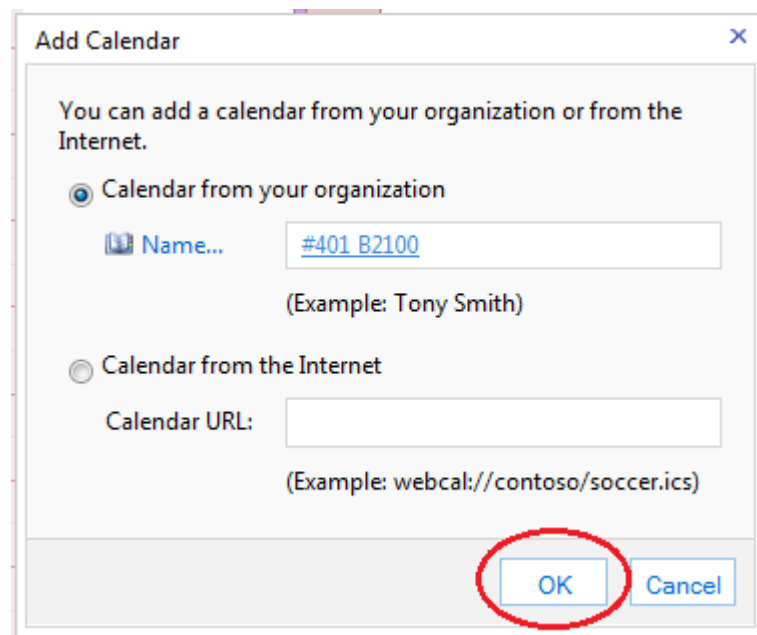 Add Calendar
You can add a calendar from your organization or from the
Internet.
Calendar from your organization
Name... #401 B2100
(Example: Tony Smith)
Calendar from the Internet
Calendar URL:
(Example: webcal://contoso/soccer.ics)
OK Cancel